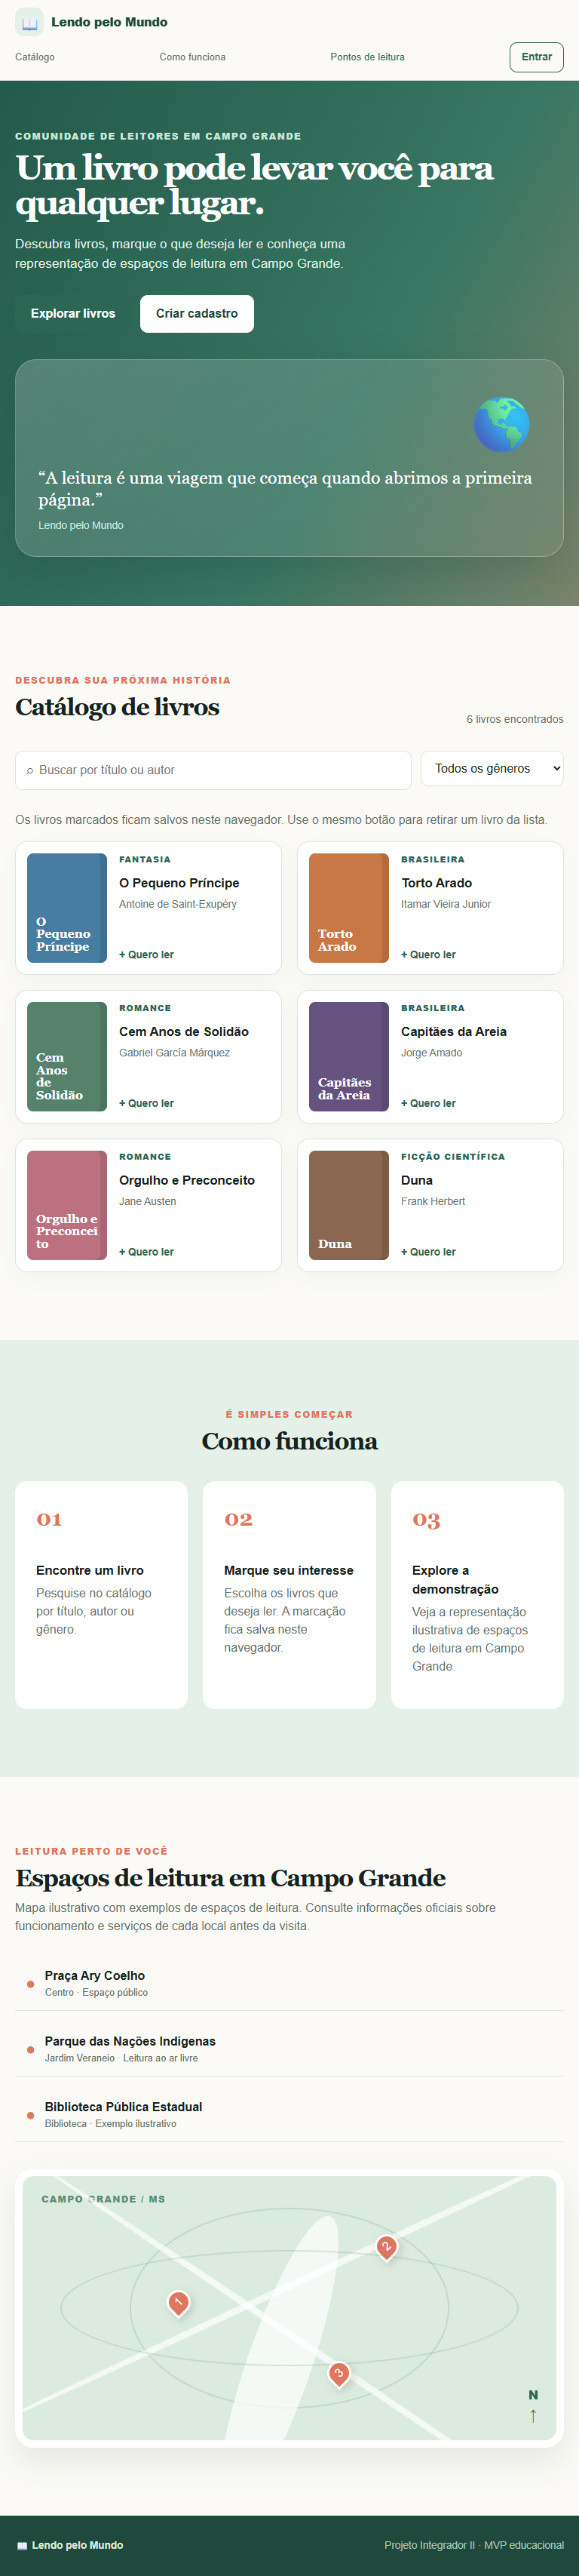 Lendo pelo Mundo
Catálogo
Como funciona
Pontos de leitura
Entrar
COMUNIDADE DE LEITORES EM CAMPO GRANDE
Um livro pode levar você para
qualquer lugar.
Descubra livros, marque o que deseja ler e conheça uma
representação de espaços de leitura em Campo Grande.
Explorar livros
Criar cadastro
“A leitura é uma viagem que começa quando abrimos a primeira
página.”
Lendo pelo Mundo
DESCUBRA SUA PRÓXIMA HISTÓRIA
Catálogo de livros
6 livros encontrados
Buscar por título ou autor
Todos os gêneros
Os livros marcados ficam salvos neste navegador. Use o mesmo botão para retirar um livro da lista.
O
Pequeno
Príncipe
FANTASIA
O Pequeno Príncipe
Antoine de Saint-Exupéry
+ Quero ler
Torto
Arado
BRASILEIRA
Torto Arado
Itamar Vieira Junior
+ Quero ler
Cem
Anos
de
Solidão
ROMANCE
Cem Anos de Solidão
Gabriel García Márquez
+ Quero ler
Capitães
da Areia
BRASILEIRA
Capitães da Areia
Jorge Amado
+ Quero ler
Orgulho e
Preconcei
to
ROMANCE
Orgulho e Preconceito
Jane Austen
+ Quero ler
Duna
FICÇÃO CIENTÍFICA
Duna
Frank Herbert
+ Quero ler
É SIMPLES COMEÇAR
Como funciona
01
Encontre um livro
Pesquise no catálogo
por título, autor ou
gênero.
02
Marque seu interesse
Escolha os livros que
deseja ler. A marcação
fica salva neste
navegador.
03
Explore a
demonstração
Veja a representação
ilustrativa de espaços
de leitura em Campo
Grande.
LEITURA PERTO DE VOCÊ
Espaços de leitura em Campo Grande
Mapa ilustrativo com exemplos de espaços de leitura. Consulte informações oficiais sobre
funcionamento e serviços de cada local antes da visita.
Praça Ary Coelho
Centro · Espaço público
Parque das Nações Indígenas
Jardim Veraneio · Leitura ao ar livre
Biblioteca Pública Estadual
Biblioteca · Exemplo ilustrativo
CAMPO GRANDE / MS
2
1
3
N
↑
Lendo pelo Mundo
Projeto Integrador II · MVP educacional